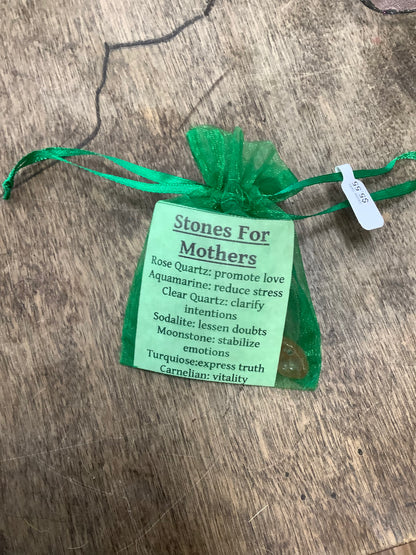 Stones For
Mothers
Rose Quartz: promote love
Aquamarine: reduce stress
Clear Quartz: clarify
intentions
Sodalite: lessen doubts
Moonstone: stabilize
emotions
Turquiose:express truth
Carnelian: vitality